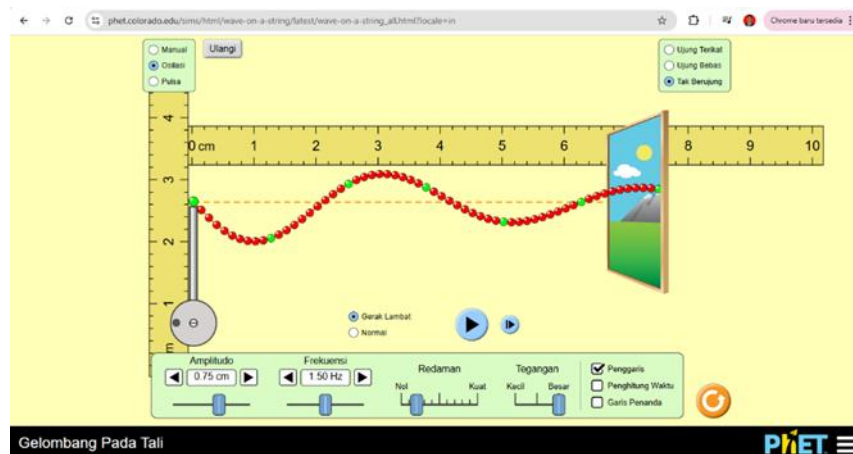 phet.colorado.edu/sims/html/wave-on-a-string/latest/wave-on-a-string_all.html?locale=in
Chrome baru tersedia
Manual
Osilasi
Pulsa
Ulangi
Ujung Terikat
Ujung Bebas
Tak Berujung
0 cm 1 2 3 4 5 6 8 9 10
4
3
2
1
Gerak Lambat
Normal
Amplitudo
0.75 cm
Frekuensi
1.50 Hz
Redaman
Nol Kuat
Tegangan
Kecil Besar
Penggaris
Penghitung Waktu
Garis Penanda
Gelombang Pada Tali
PhET